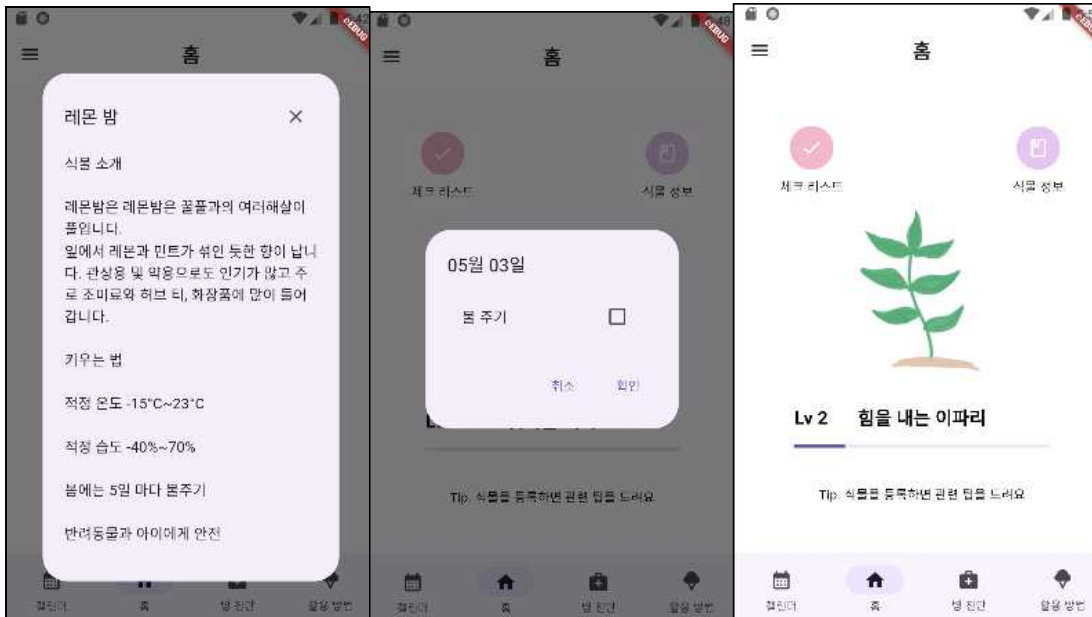 홈
레몬 밤
식물 소개
레몬밤은 레몬밤은 꿀풀과의 여러해살이
풀입니다.
잎에서 레몬과 민트가 섞인 듯한 향이 납니
다. 관상용 및 약용으로도 인기가 많고 주
로 조미료와 허브 티, 화장품에 많이 들어
갑니다.
키우는 법
적정 온도 -15°C~23°C
적정 습도 -40%~70%
봄에는 5일 마다 물주기
반려동물과 아이에게 안전
캘린더
홈
병 진단
활용 방법
홈
체크 리스트
식물 정보
05월 03일
물 주기
취소
확인
Tip. 식물을 등록하면 관련 팁을 드려요
캘린더
홈
병 진단
활용 방법
DEBUG
홈
체크 리스트
식물 정보
Lv 2 힘을 내는 이파리
Tip. 식물을 등록하면 관련 팁을 드려요
캘린더
홈
병 진단
활용 방법